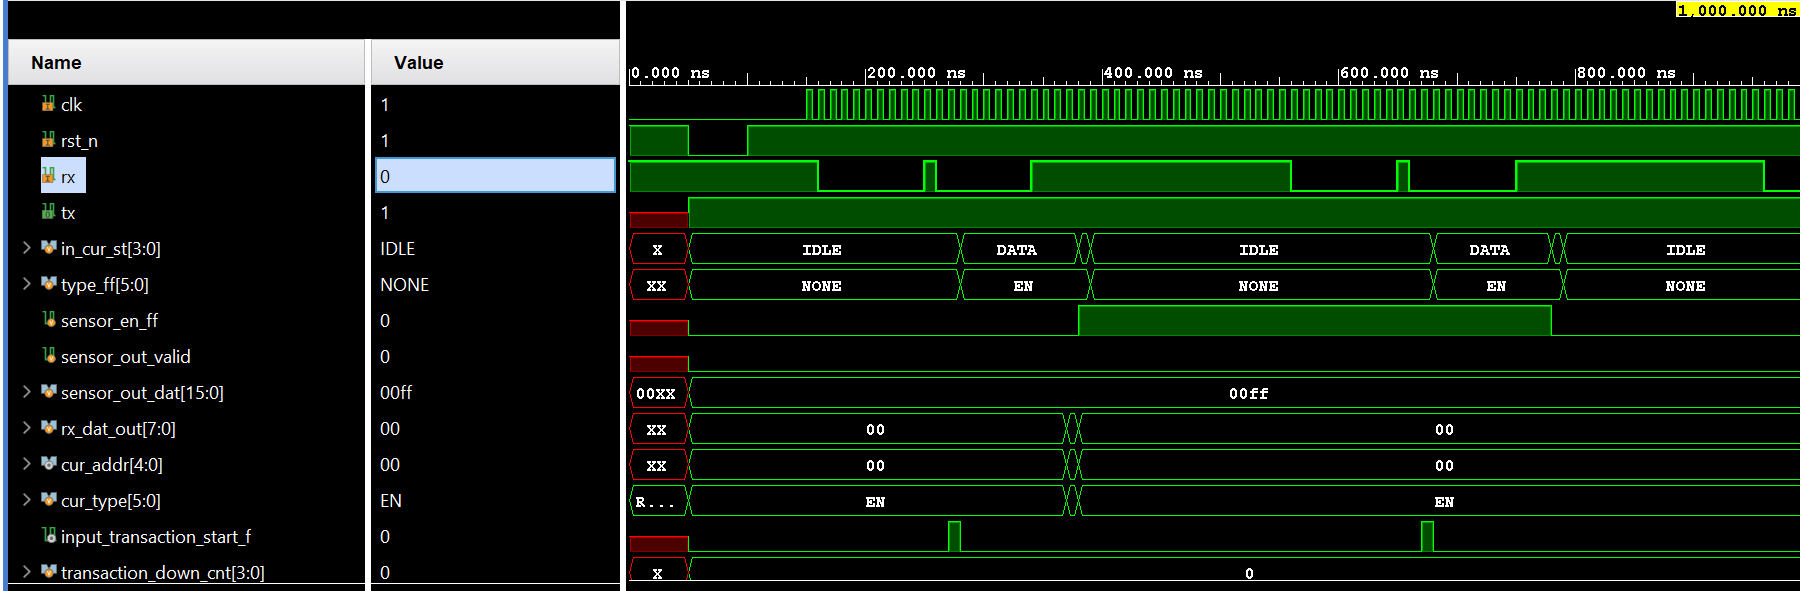 1,000.000 ns
Name Value 0.000 ns 200.000 ns 400.000 ns 600.000 ns 800.000 ns
clk 1
rst_n 1
rx 0
tx 1
in_cur_st[3:0] IDLE X IDLE DATA IDLE DATA IDLE
type_ff[5:0] NONE XX NONE EN NONE EN NONE
sensor_en_ff 0
sensor_out_valid 0
sensor_out_dat[15:0] 00ff 00XX 00ff
rx_dat_out[7:0] 00 XX 00 00
cur_addr[4:0] 00 XX 00 00
cur_type[5:0] EN R... EN EN
input_transaction_start_f 0
transaction_down_cnt[3:0] 0 X 0